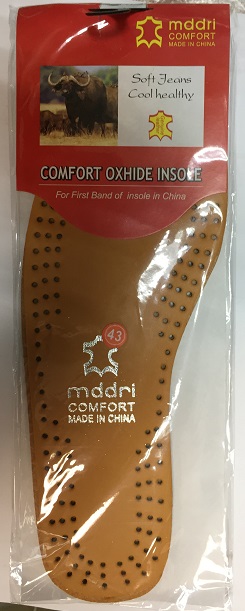 mddri
COMFORT
MADE IN CHINA
Soft Jeans
Cool healthy
COMFORT OXHIDE INSOLE
For First Band of insole in China
43
mddri
COMFORT
MADE IN CHINA